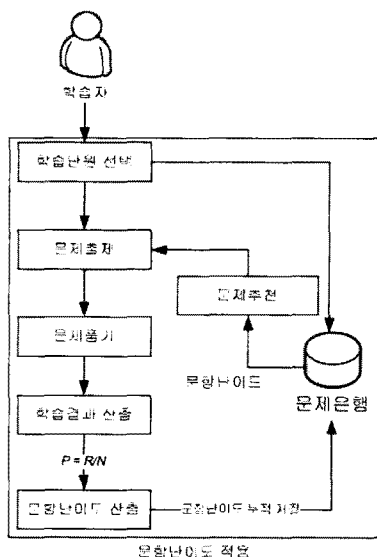 학습자
학습단원 선택
문제출제
문제추천
문제풀기
문항난이도
문제은행
학습결과 산출
P = R/N
문항난이도 산출
문항난이도 누적 저장
문항난이도 적용